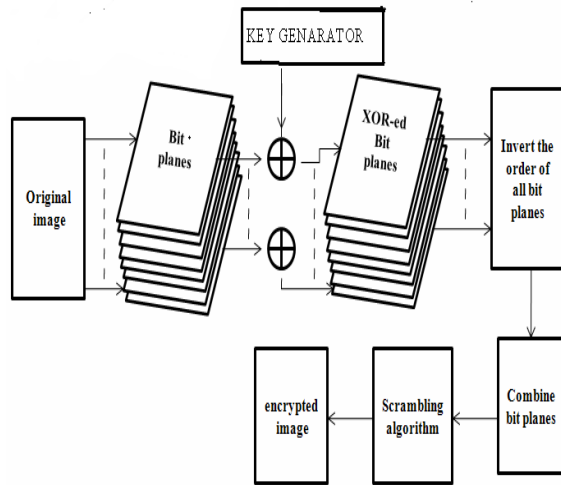 KEY GENARATOR
Bit
planes
XOR-ed
Bit
planes
Original
image
Invert the
order of
all bit
planes
Combine
bit planes
Scrambling
algorithm
encrypted
image